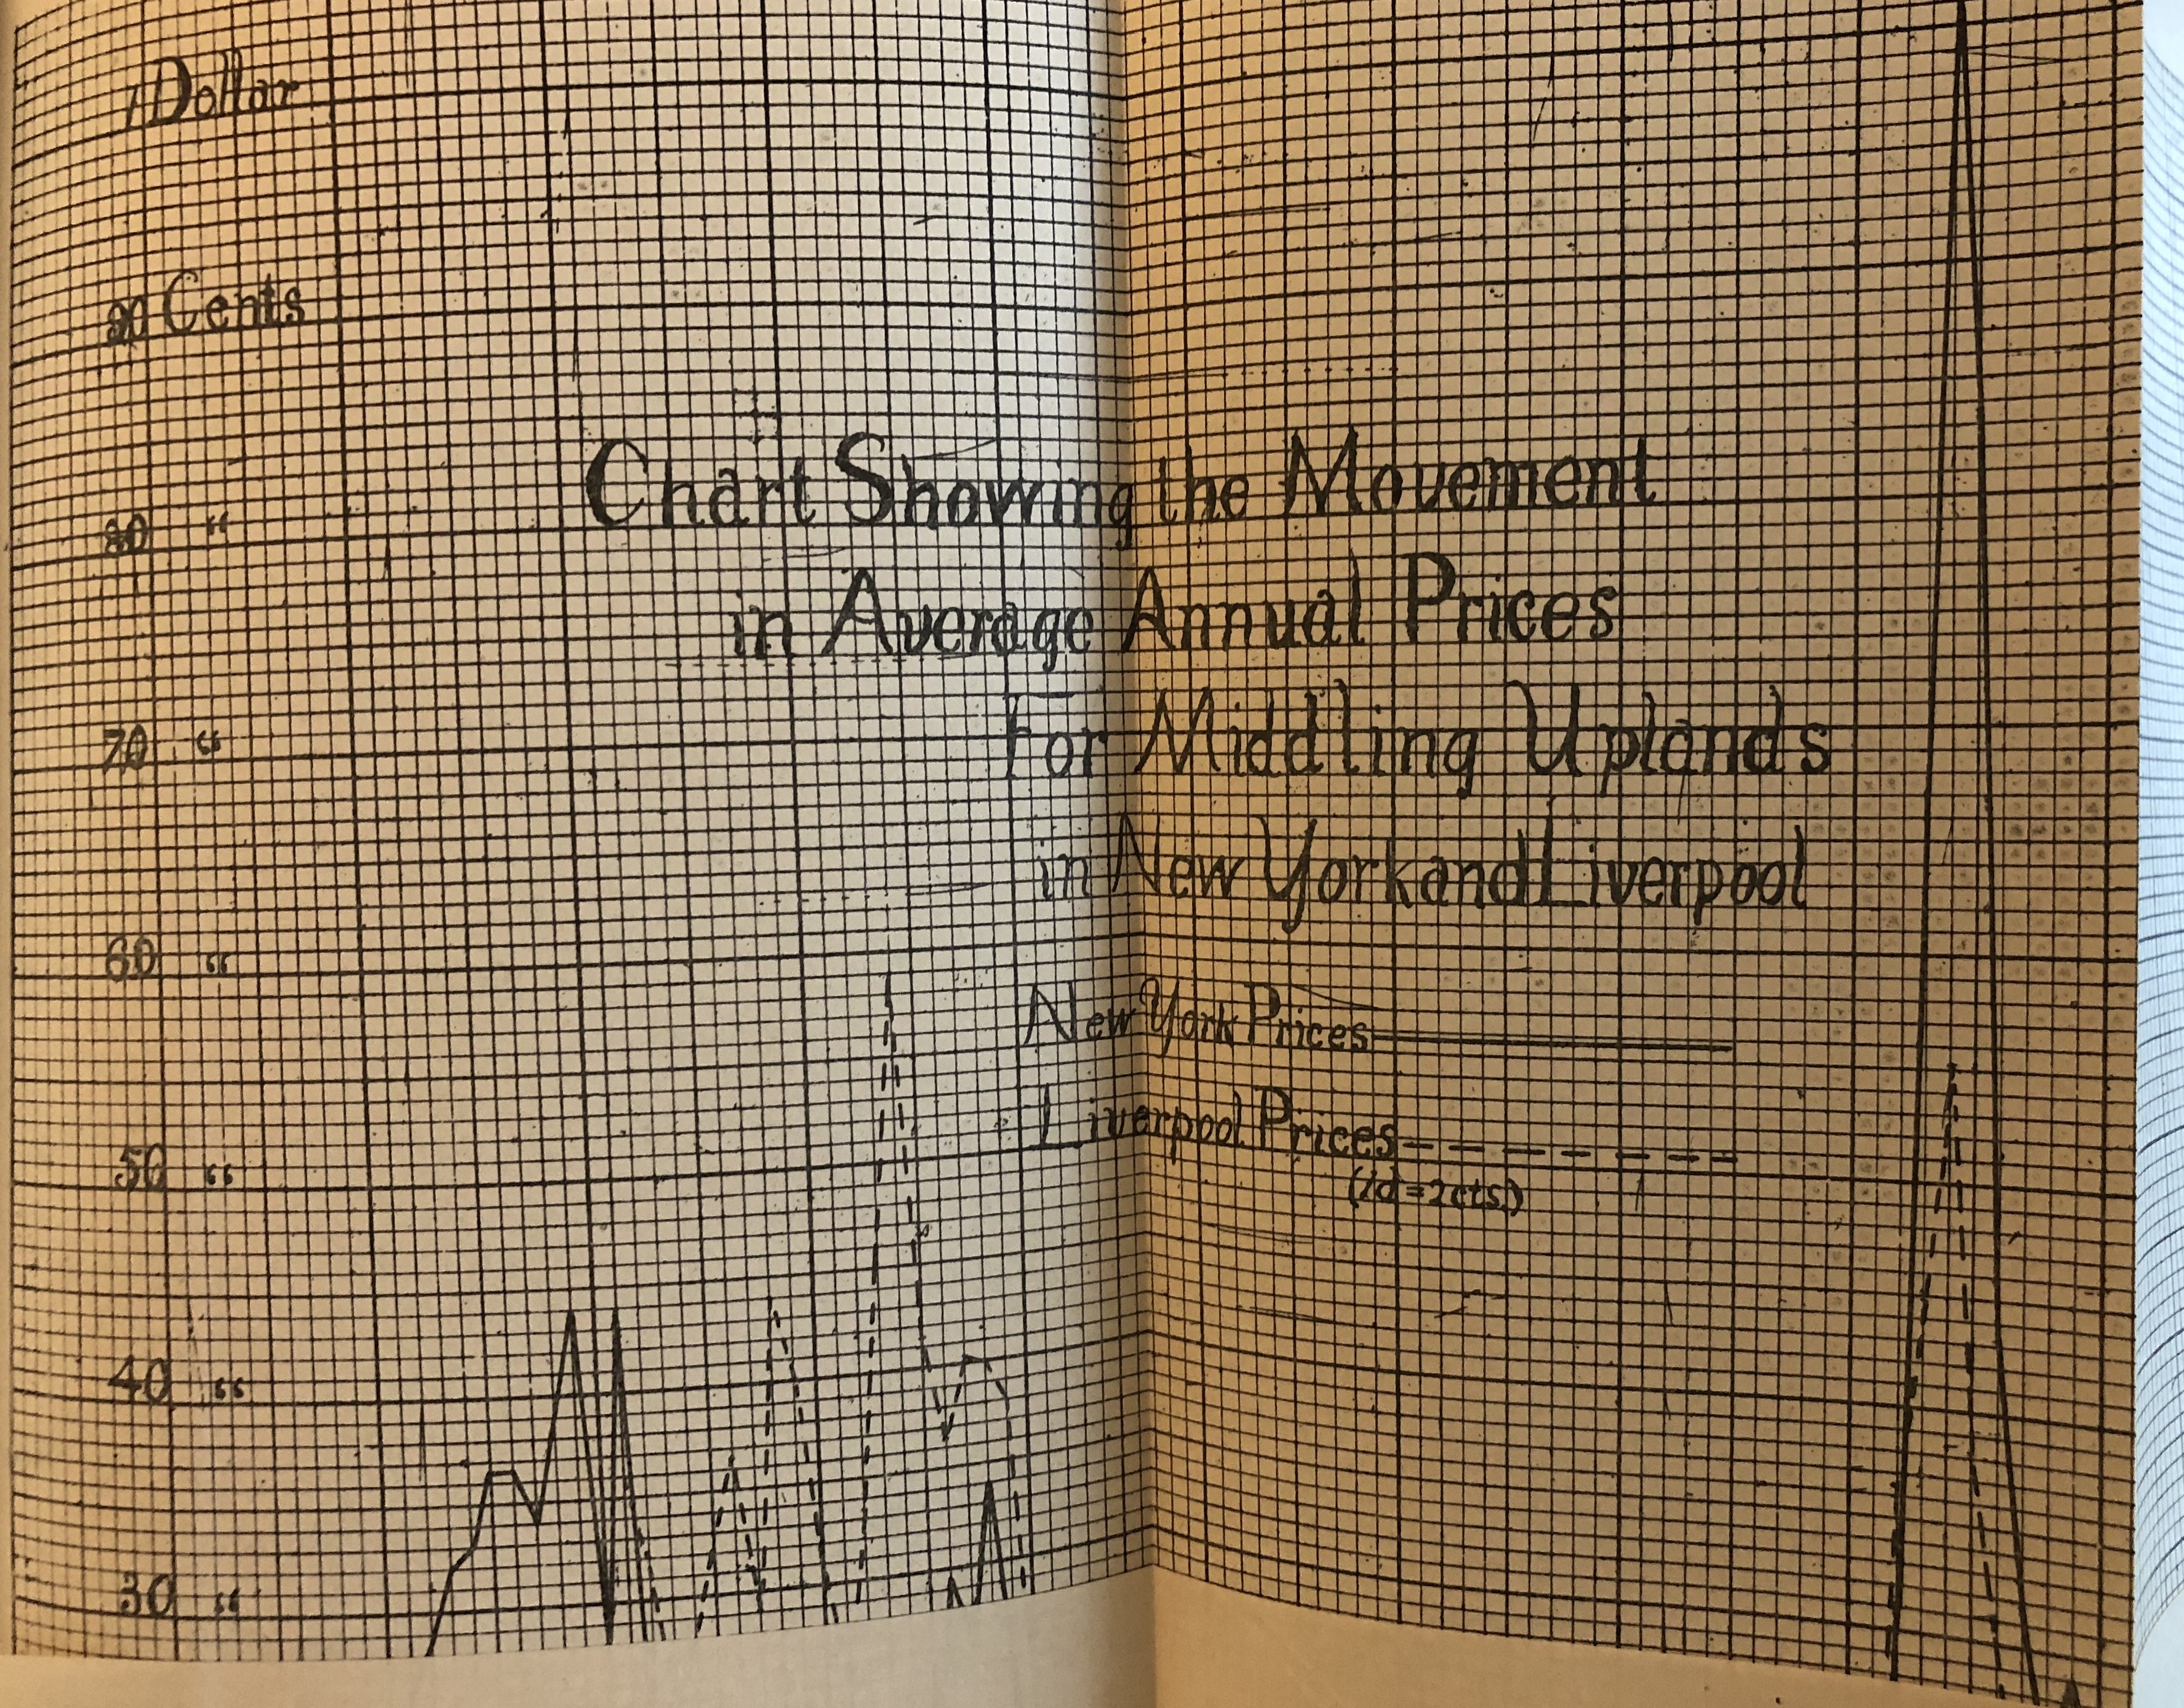 1 Dollar
90 Cents
Chart Showing the Movement
80 "
in Average Annual Prices
For Middling Uplands
70 "
in New York and Liverpool
60 "
New York Prices
Liverpool Prices
50 "
(1d = 2cts.)
40 "
30 "